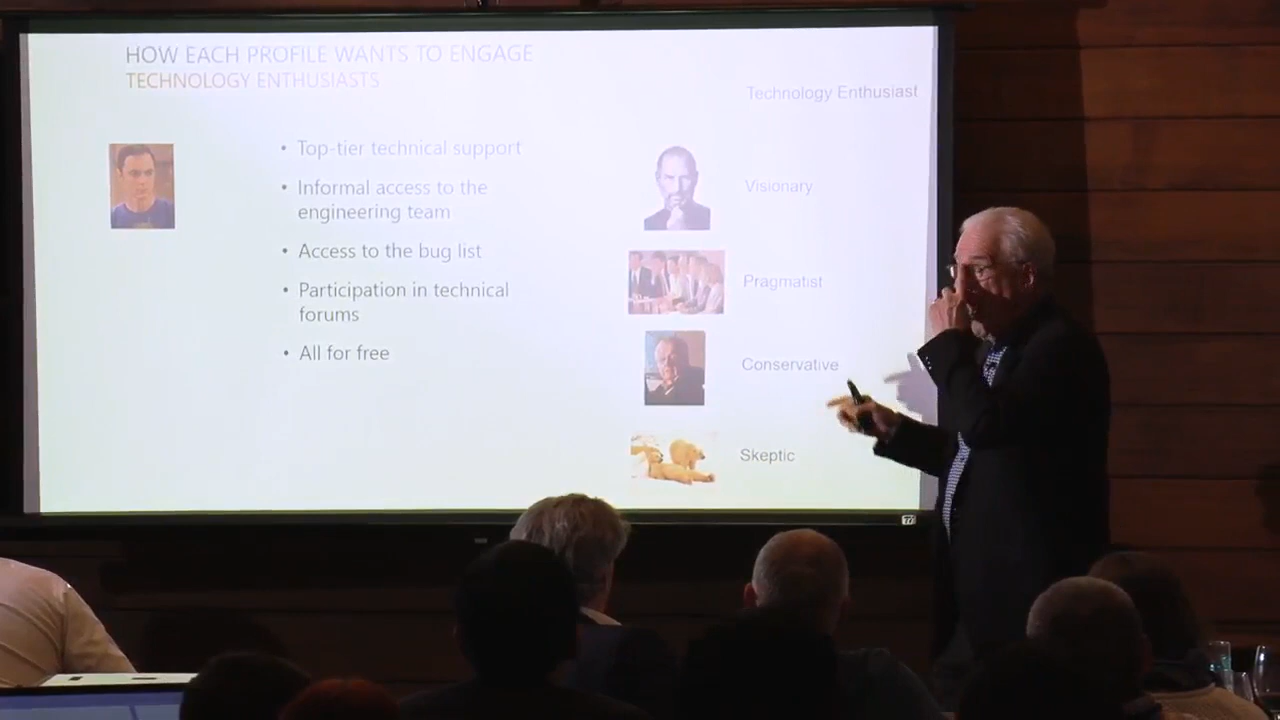 HOW EACH PROFILE WANTS TO ENGAGE
TECHNOLOGY ENTHUSIASTS
Technology Enthusiast
• Top-tier technical support
• Informal access to the
engineering team
• Access to the bug list
• Participation in technical
forums
• All for free
Visionary
Pragmatist
Conservative
Skeptic